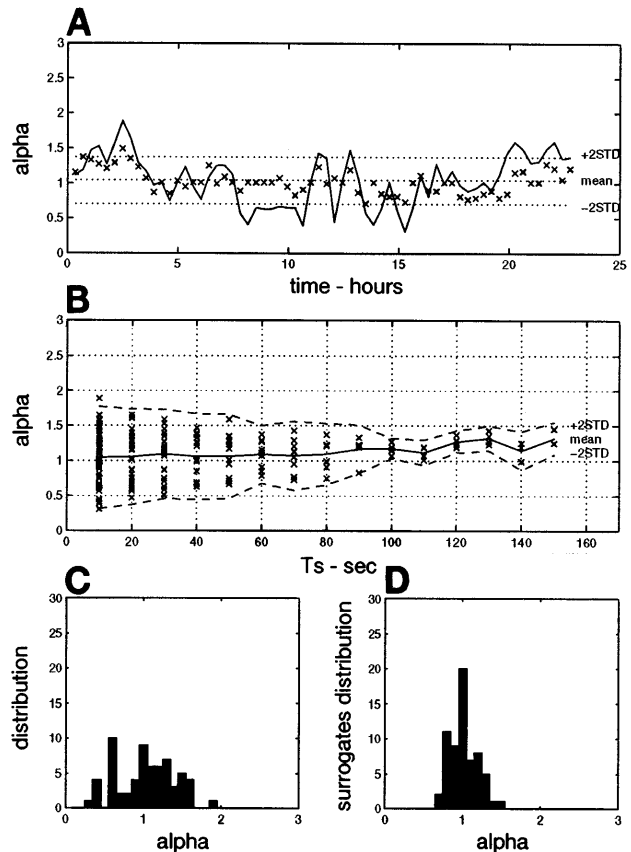 A
3
2.5
2
1.5
1
0.5
0
alpha
+2STD
mean
-2STD
0 5 10 15 20 25
time - hours
B
3
2.5
2
1.5
1
0.5
0
alpha
+2STD
mean
-2STD
0 20 40 60 80 100 120 140 160
Ts - sec
C
30
25
20
15
10
5
0
distribution
0 1 2 3
alpha
D
30
25
20
15
10
5
0
surrogates distribution
0 1 2 3
alpha